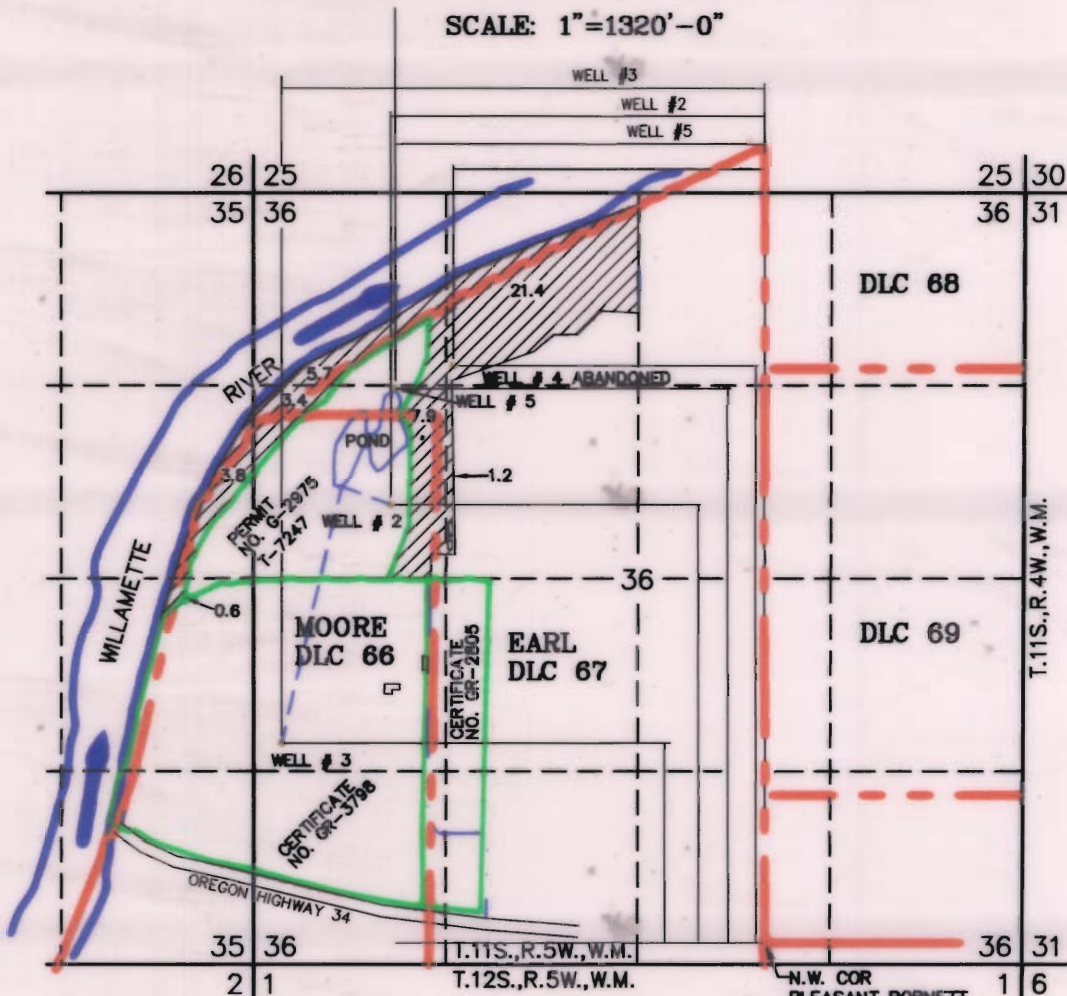 SCALE: 1"=1320'-0"
WELL #3
WELL #2
WELL #5
26 25
35 36
25 30
36 31
DLC 68
21.4
RIVER
5.7
3.4
WELL # 4 ABANDONED
WELL # 5
7.9
POND
3.8
1.2
PERMIT
NO. G-2975
T-7247
WELL # 2
WILLAMETTE
0.6
36
MOORE
DLC 66
EARL
DLC 67
DLC 69
T.11S.,R.4W.,W.M.
CERTIFICATE
NO. GR-2805
WELL # 3
CERTIFICATE
NO. GR-3798
OREGON HIGHWAY 34
35 36
T.11S.,R.5W.,W.M.
36 31
2 1
T.12S.,R.5W.,W.M.
N.W. COR
1 6
PLEASANT